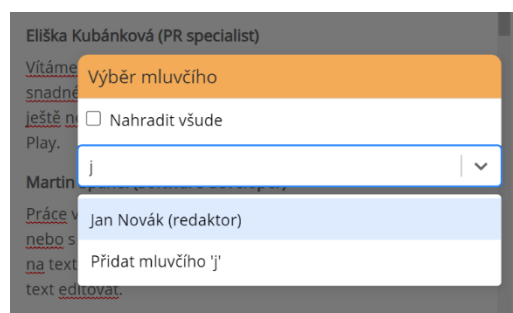 Eliška Kubánková (PR specialist)
Vítáme
Výběr mluvčího
snadné
ještě
Nahradit všude
Play.
j
Martin
Práce v
Jan Novák (redaktor)
nebo s
na text
Přidat mluvčího 'j'
text editovat.